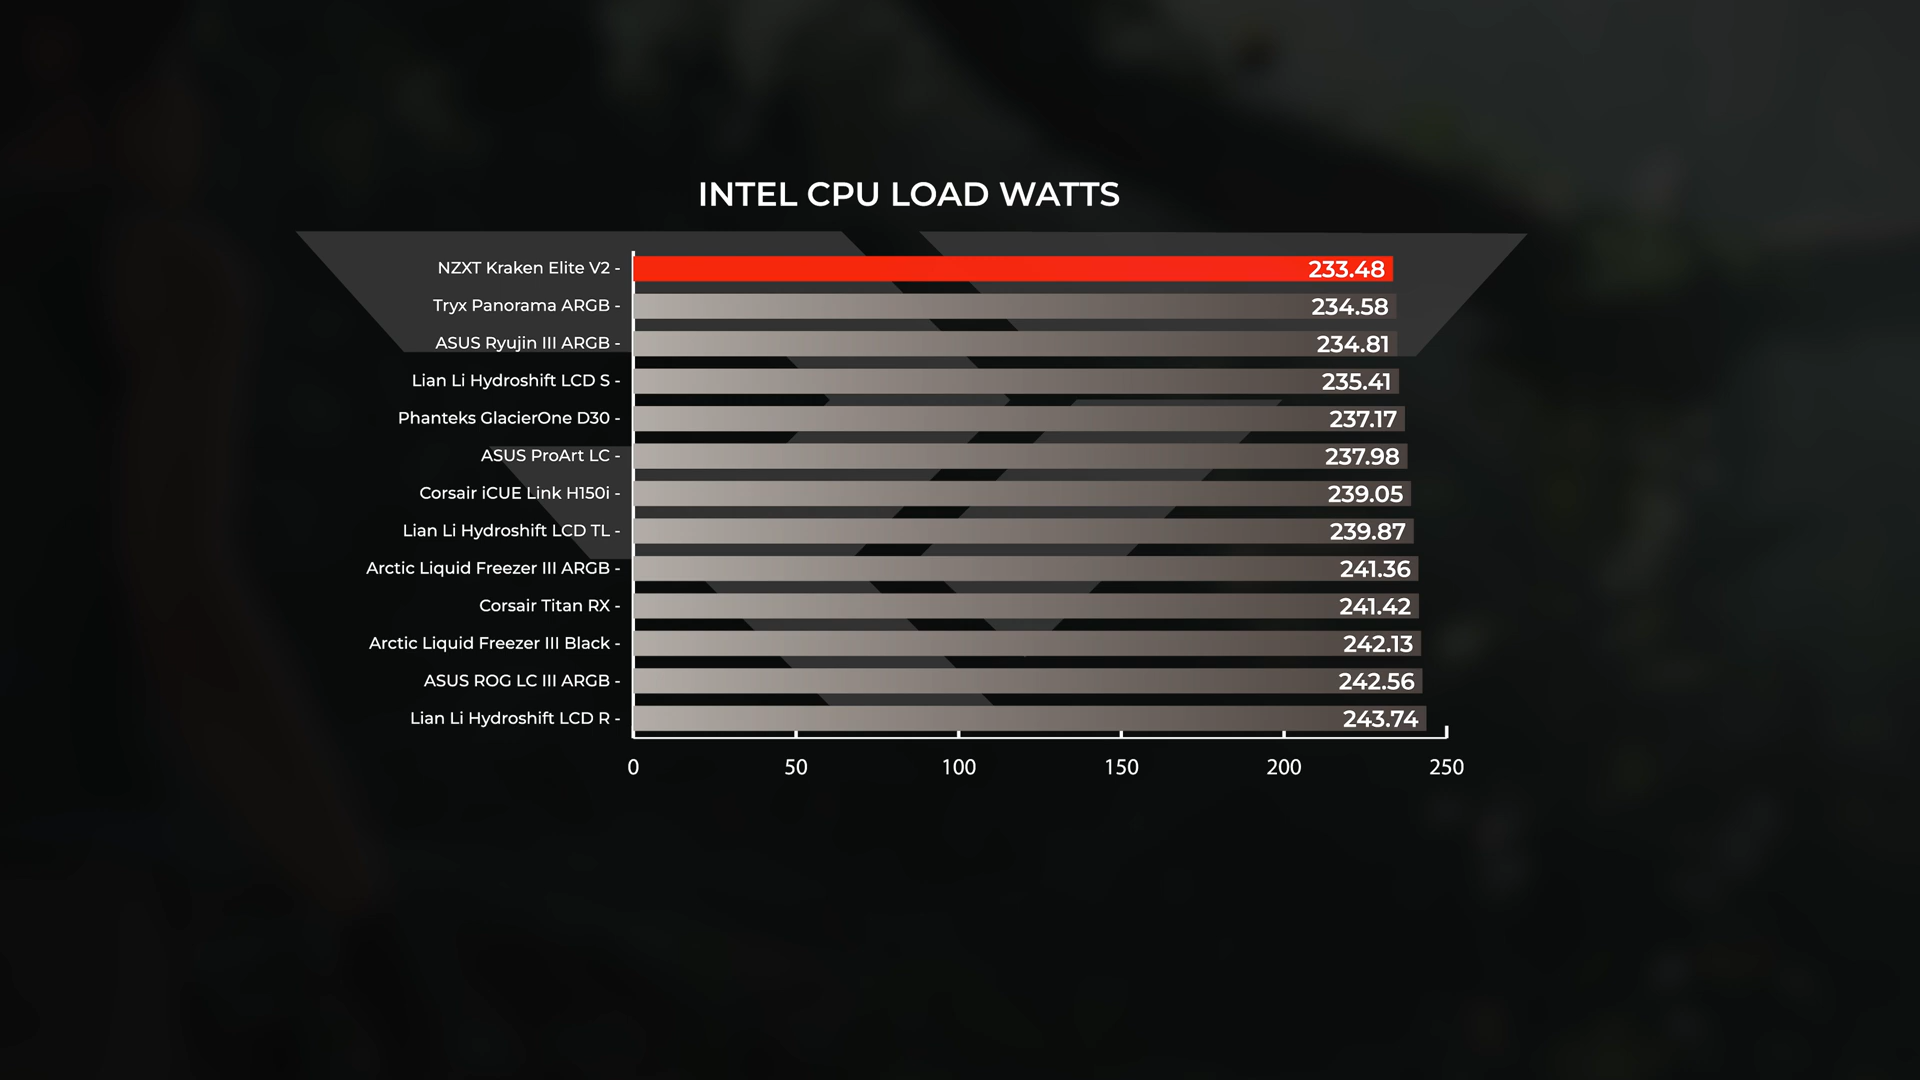 INTEL CPU LOAD WATTS
NZXT Kraken Elite V2 - 233.48
Tryx Panorama ARGB - 234.58
ASUS Ryujin III ARGB - 234.81
Lian Li Hydroshift LCD S - 235.41
Phanteks GlacierOne D30 - 237.17
ASUS ProArt LC - 237.98
Corsair iCUE Link H150i - 239.05
Lian Li Hydroshift LCD TL - 239.87
Arctic Liquid Freezer III ARGB - 241.36
Corsair Titan RX - 241.42
Arctic Liquid Freezer III Black - 242.13
ASUS ROG LC III ARGB - 242.56
Lian Li Hydroshift LCD R - 243.74
0 50 100 150 200 250